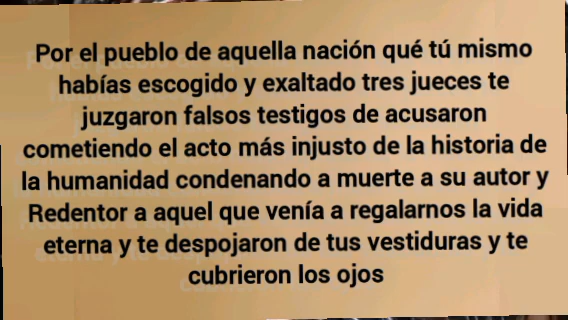 Por el pueblo de aquella nación qué tú mismo
habías escogido y exaltado tres jueces te
juzgaron falsos testigos de acusaron
cometiendo el acto más injusto de la historia de
la humanidad condenando a muerte a su autor y
Redentor a aquel que venía a regalarnos la vida
eterna y te despojaron de tus vestiduras y te
cubrieron los ojos